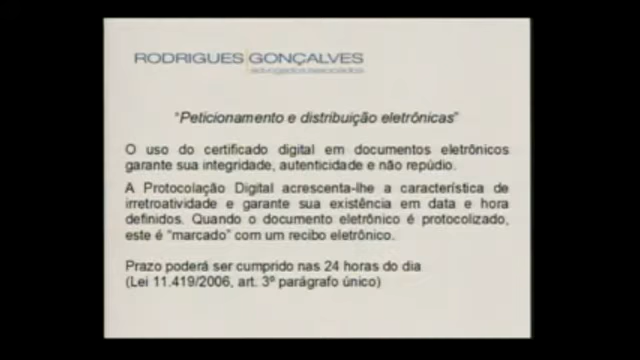 RODRIGUES GONÇALVES
advogados associados
"Peticionamento e distribuição eletrônicas"
O uso do certificado digital em documentos eletrônicos
garante sua integridade, autenticidade e não repúdio.
A Protocolação Digital acrescenta-lhe a característica de
irretroatividade e garante sua existência em data e hora
definidos. Quando o documento eletrônico é protocolizado,
este é "marcado" com um recibo eletrônico.
Prazo poderá ser cumprido nas 24 horas do dia
(Lei 11.419/2006, art. 3º parágrafo único)